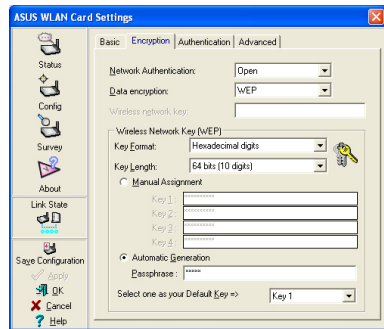 ASUS WLAN Card Settings
Status
Config
Survey
About
Link State
Save Configuration
Apply
OK
Cancel
Help
Basic Encryption Authentication Advanced
Network Authentication: Open
Data encryption: WEP
Wireless network key:
Wireless Network Key (WEP)
Key Format: Hexadecimal digits
Key Length: 64 bits (10 digits)
Manual Assignment
Key 1 : **********
Key 2 : **********
Key 3 : **********
Key 4 : **********
Automatic Generation
Passphrase : *****
Select one as your Default Key => Key 1